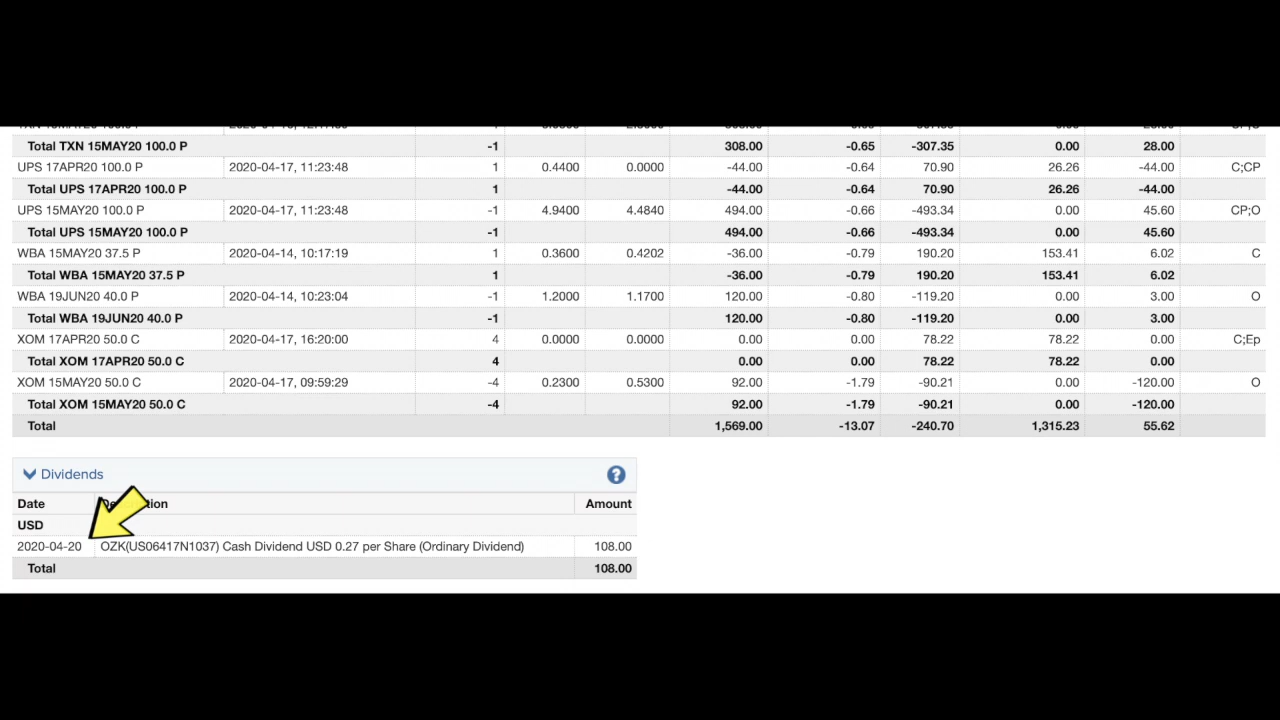 Total TXN 15MAY20 100.0 P -1 308.00 -0.65 -307.35 0.00 28.00
UPS 17APR20 100.0 P 2020-04-17, 11:23:48 1 0.4400 0.0000 -44.00 -0.64 70.90 26.26 -44.00 C;CP
Total UPS 17APR20 100.0 P 1 -44.00 -0.64 70.90 26.26 -44.00
UPS 15MAY20 100.0 P 2020-04-17, 11:23:48 -1 4.9400 4.4840 494.00 -0.66 -493.34 0.00 45.60 CP;O
Total UPS 15MAY20 100.0 P -1 494.00 -0.66 -493.34 0.00 45.60
WBA 15MAY20 37.5 P 2020-04-14, 10:17:19 1 0.3600 0.4202 -36.00 -0.79 190.20 153.41 6.02 C
Total WBA 15MAY20 37.5 P 1 -36.00 -0.79 190.20 153.41 6.02
WBA 19JUN20 40.0 P 2020-04-14, 10:23:04 -1 1.2000 1.1700 120.00 -0.80 -119.20 0.00 3.00 O
Total WBA 19JUN20 40.0 P -1 120.00 -0.80 -119.20 0.00 3.00
XOM 17APR20 50.0 C 2020-04-17, 16:20:00 4 0.0000 0.0000 0.00 0.00 78.22 78.22 0.00 C;Ep
Total XOM 17APR20 50.0 C 4 0.00 0.00 78.22 78.22 0.00
XOM 15MAY20 50.0 C 2020-04-17, 09:59:29 -4 0.2300 0.5300 92.00 -1.79 -90.21 0.00 -120.00 O
Total XOM 15MAY20 50.0 C -4 92.00 -1.79 -90.21 0.00 -120.00
Total 1,569.00 -13.07 -240.70 1,315.23 55.62
Dividends ?
Date Amount
USD
2020-04-20 OZK(US06417N1037) Cash Dividend USD 0.27 per Share (Ordinary Dividend) 108.00
Total 108.00